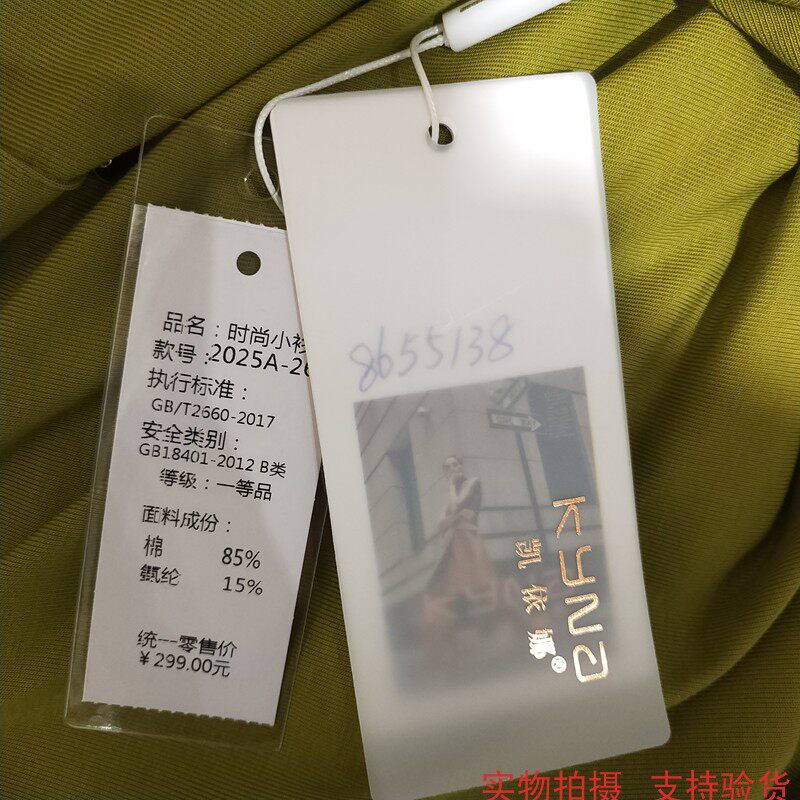 品名：时尚小衫
款号：2025A-26
执行标准：
GB/T2660-2017
安全类别：
GB18401-2012 B类
等级：一等品
面料成份：
棉 85%
氨纶 15%
统一零售价
￥299.00元
8655138
KYNA
凯依娜®
实物拍摄 支持验货